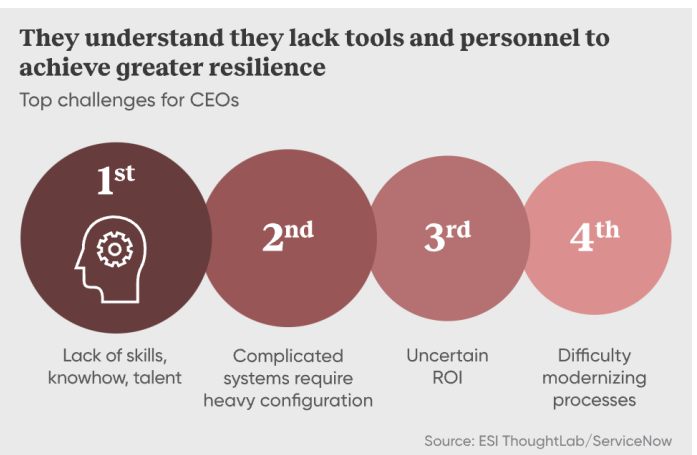 They understand they lack tools and personnel to
achieve greater resilience
Top challenges for CEOs
1st
2nd
3rd
4th
Lack of skills,
knowhow, talent
Complicated
systems require
heavy configuration
Uncertain
ROI
Difficulty
modernizing
processes
Source: ESI ThoughtLab/ServiceNow